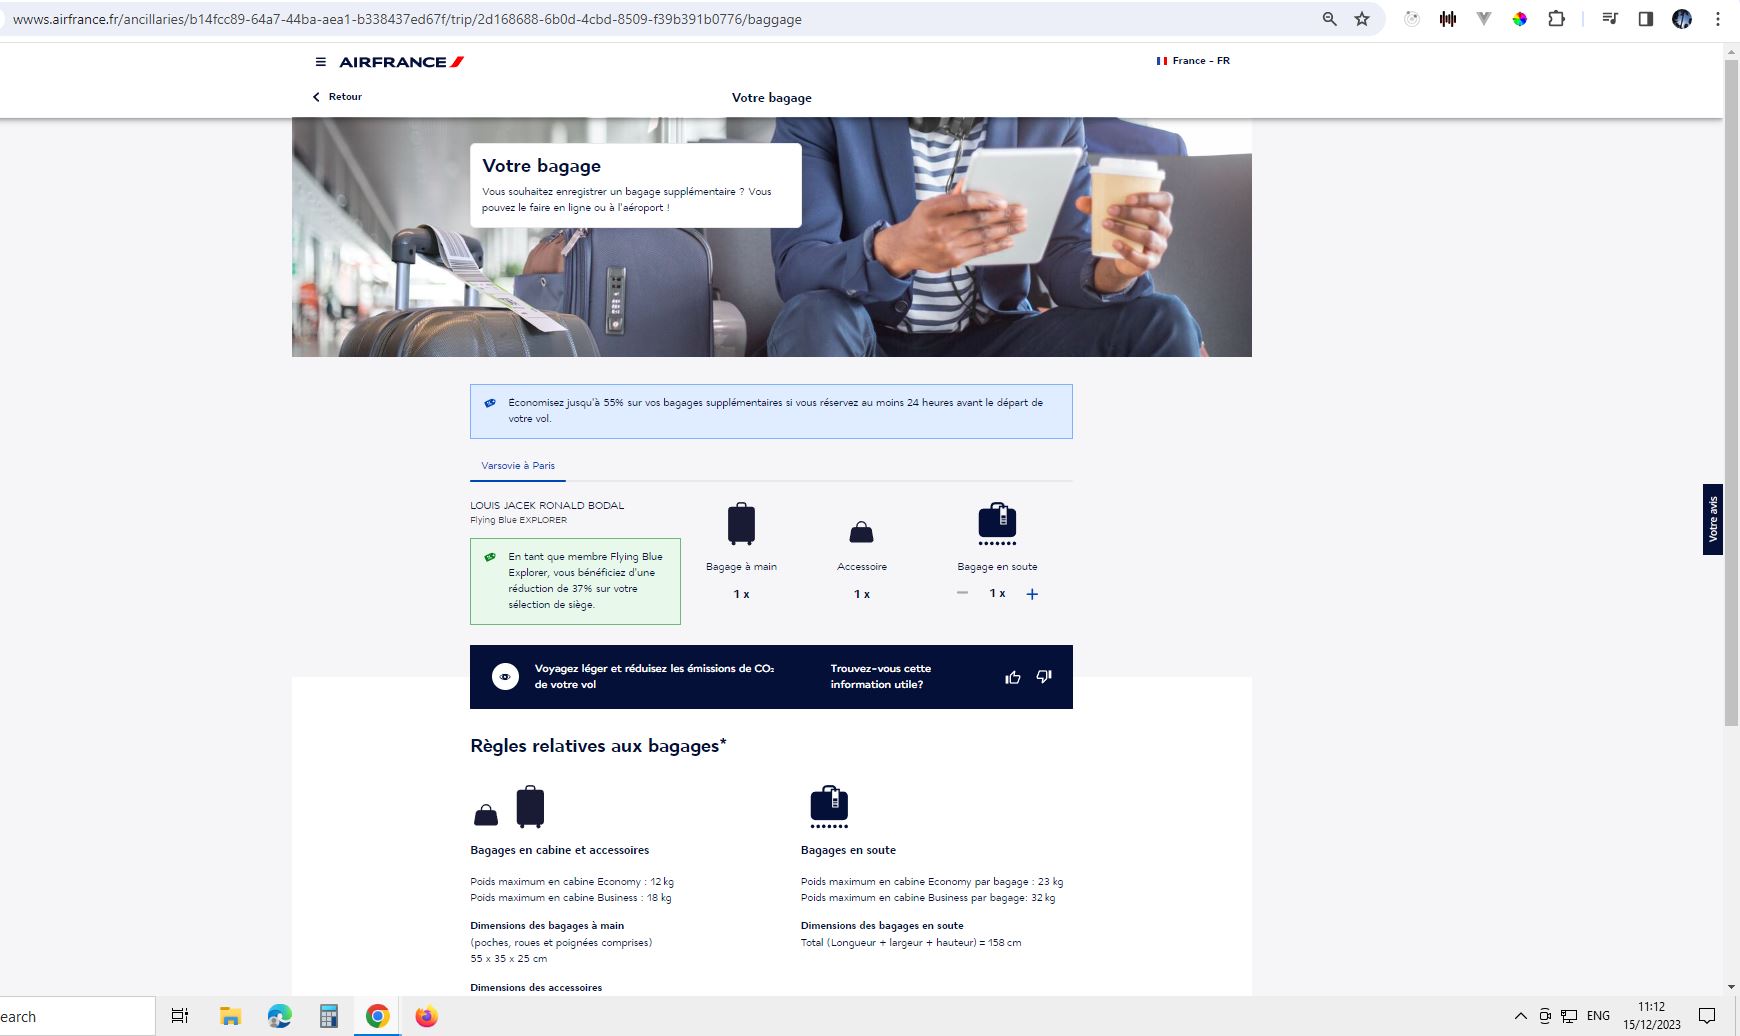 wwws.airfrance.fr/ancillaries/b14fcc89-64a7-44ba-aea1-b338437ed67f/trip/2d168688-6b0d-4cbd-8509-f39b391b0776/baggage
AIRFRANCE
France - FR
Retour
Votre bagage
Votre bagage
Vous souhaitez enregistrer un bagage supplémentaire ? Vous
pouvez le faire en ligne ou à l'aéroport !
Économisez jusqu'à 55% sur vos bagages supplémentaires si vous réservez au moins 24 heures avant le départ de
votre vol.
Varsovie à Paris
LOUIS JACEK RONALD BODAL
Flying Blue EXPLORER
En tant que membre Flying Blue
Explorer, vous bénéficiez d'une
réduction de 37% sur votre
sélection de siège.
Bagage à main
1 x
Accessoire
1 x
Bagage en soute
1 x
Votre avis
Voyagez léger et réduisez les émissions de CO₂
de votre vol
Trouvez-vous cette
information utile?
Règles relatives aux bagages*
Bagages en cabine et accessoires
Poids maximum en cabine Economy : 12 kg
Poids maximum en cabine Business : 18 kg
Dimensions des bagages à main
(poches, roues et poignées comprises)
55 x 35 x 25 cm
Dimensions des accessoires
Bagages en soute
Poids maximum en cabine Economy par bagage : 23 kg
Poids maximum en cabine Business par bagage: 32 kg
Dimensions des bagages en soute
Total (Longueur + largeur + hauteur) = 158 cm
earch
ENG
11:12
15/12/2023